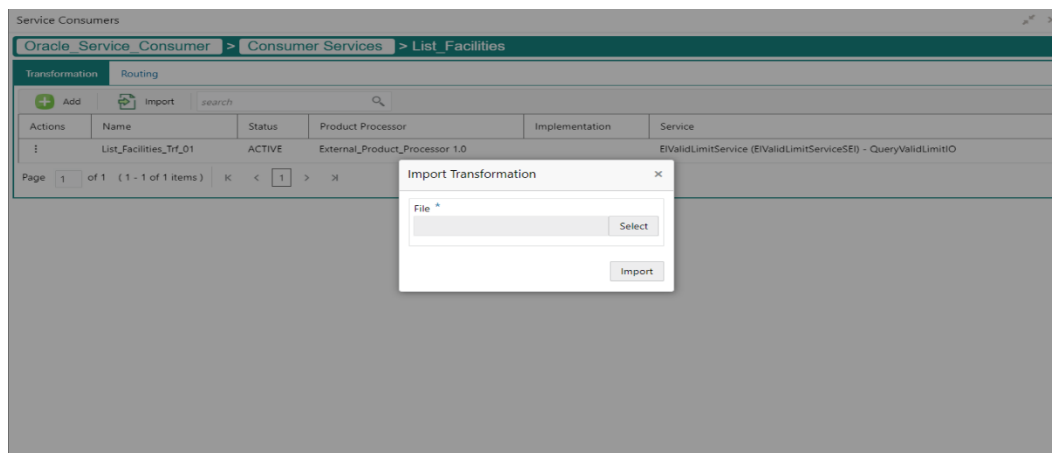 Service Consumers
Oracle_Service_Consumer > Consumer Services > List_Facilities
Transformation Routing
Add Import search
Actions Name Status Product Processor Implementation Service
List_Facilities_Trf_01 ACTIVE External_Product_Processor 1.0 EIValidLimitService (EIValidLimitServiceSEI) - QueryValidLimitIO
Page 1 of 1 (1 - 1 of 1 items) K < 1 > >|
Import Transformation ×
File *
Select
Import